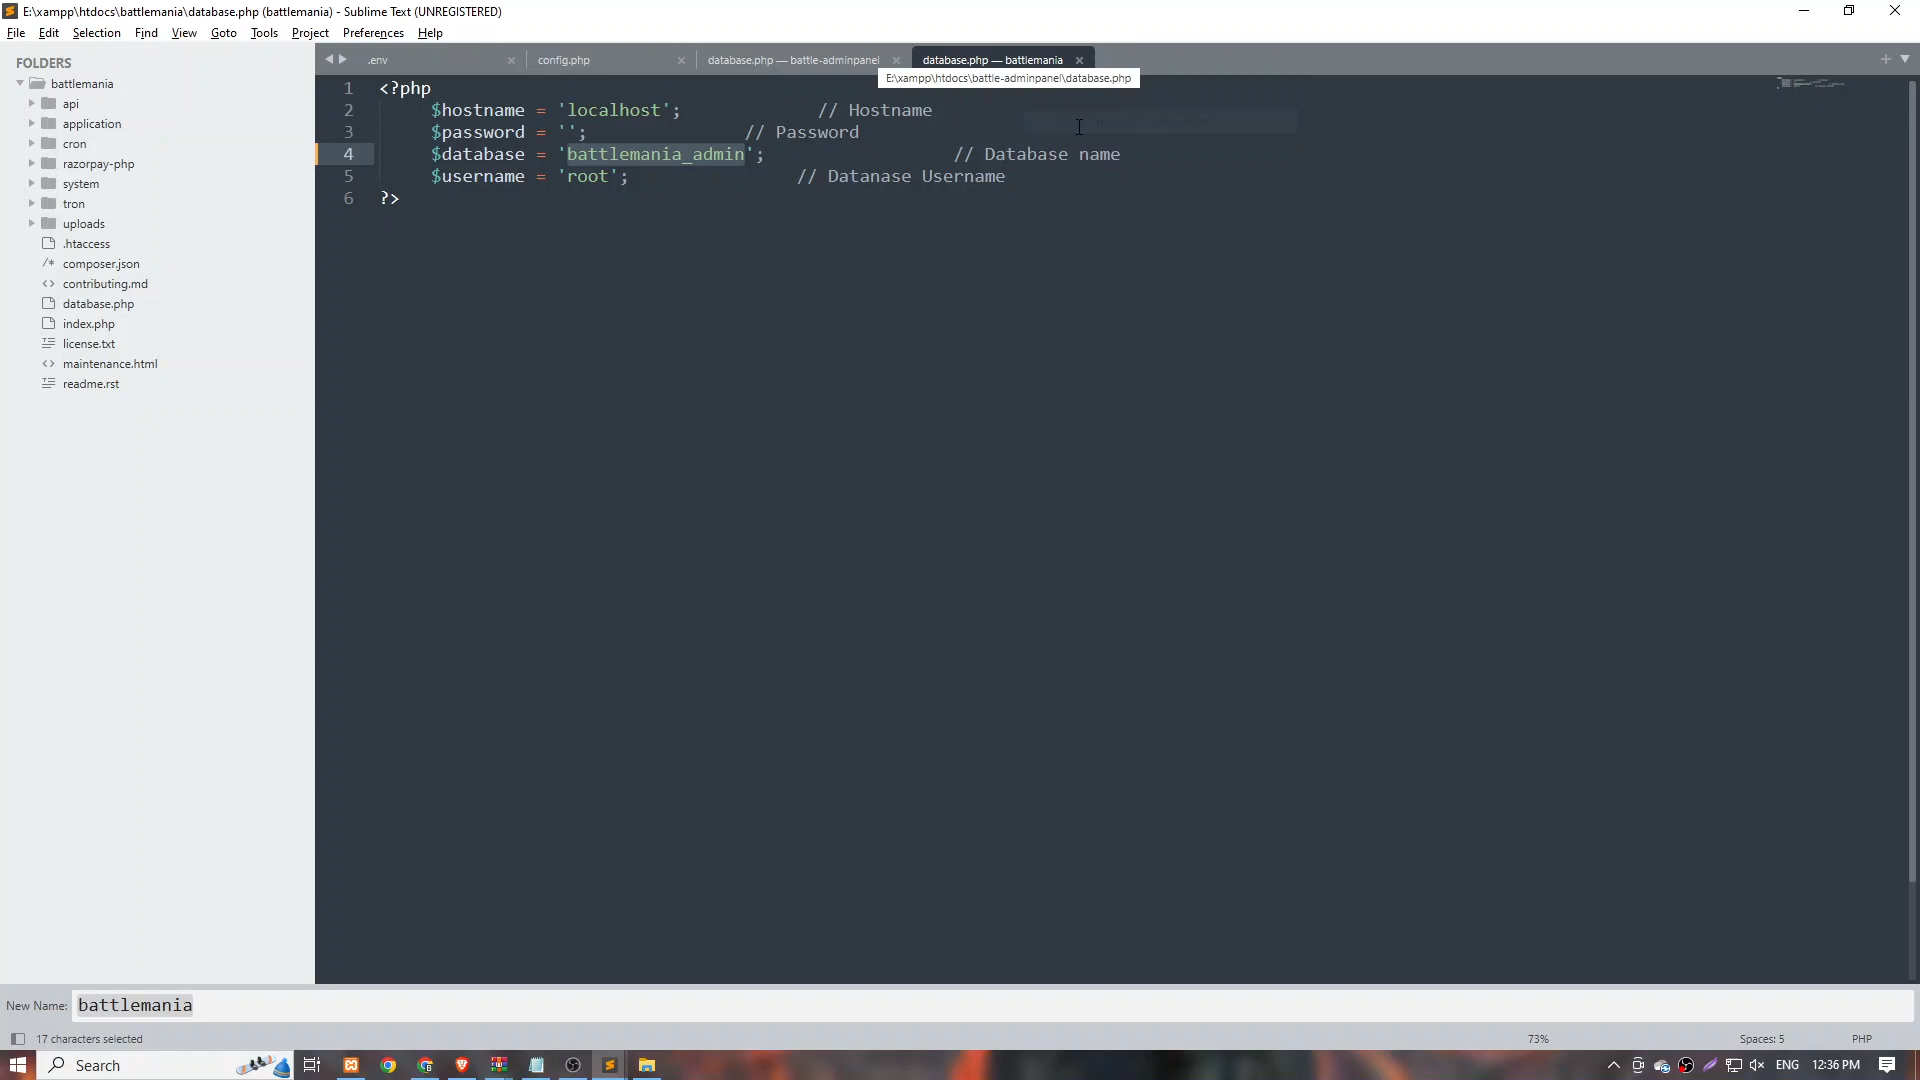 E:\xampp\htdocs\battlemania\database.php (battlemania) - Sublime Text (UNREGISTERED)
File Edit Selection Find View Goto Tools Project Preferences Help
FOLDERS
battlemania
api
application
cron
razorpay-php
system
tron
uploads
.htaccess
composer.json
contributing.md
database.php
index.php
license.txt
maintenance.html
readme.rst
.env config.php database.php — battle-adminpanel database.php — battlemania
E:\xampp\htdocs\battle-adminpanel\database.php
1 <?php
2 $hostname = 'localhost'; // Hostname
3 $password = ''; // Password
4 $database = 'battlemania_admin'; // Database name
5 $username = 'root'; // Datanase Username
6 ?>
New Name: battlemania
17 characters selected 73% Spaces: 5 PHP
Search ENG 12:36 PM